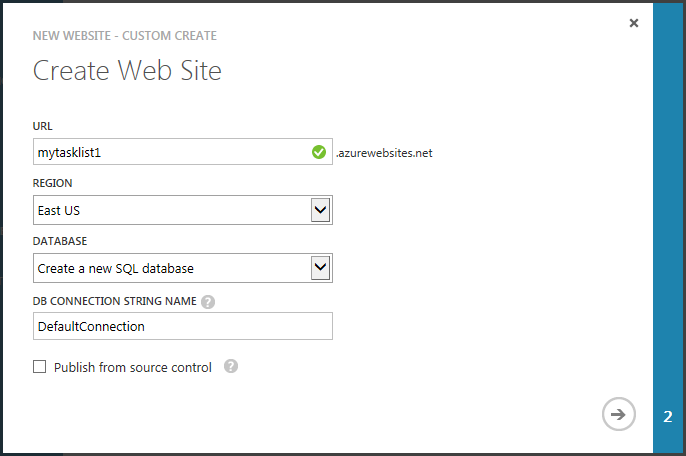 NEW WEBSITE - CUSTOM CREATE
Create Web Site
URL
mytasklist1 .azurewebsites.net
REGION
East US
DATABASE
Create a new SQL database
DB CONNECTION STRING NAME ?
DefaultConnection
Publish from source control ?
2